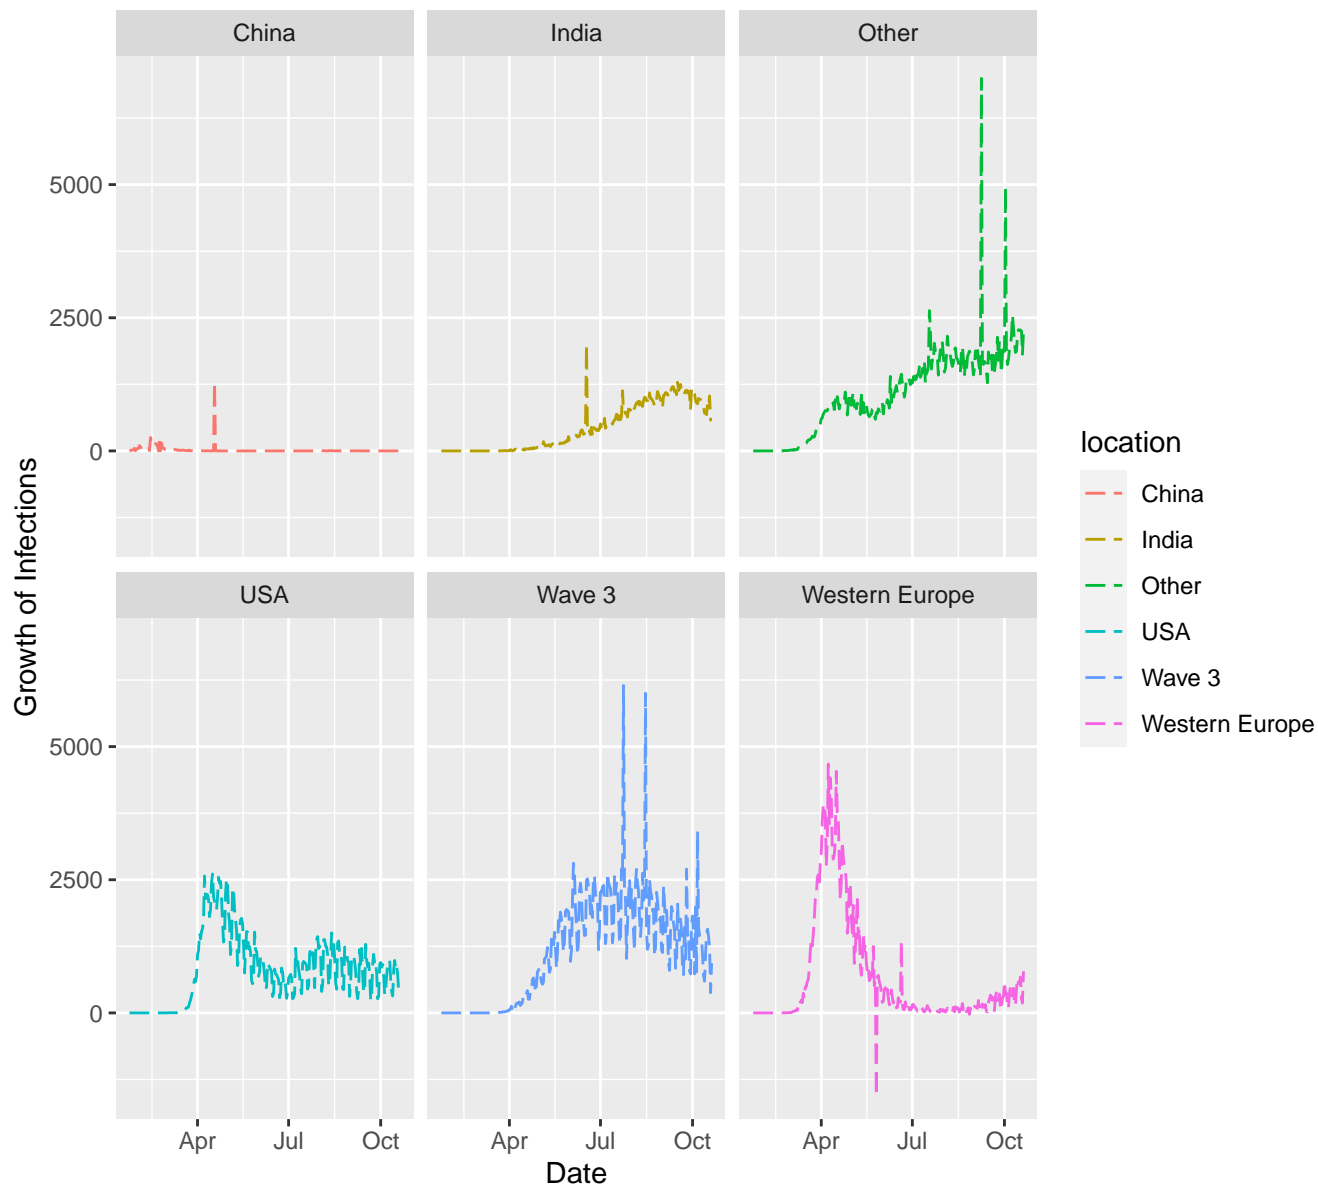 China
India
Other
5000
2500
0
USA
Wave 3
Western Europe
5000
2500
0
Apr
Jul
Oct
Apr
Jul
Oct
Apr
Jul
Oct
Date
Growth of Infections
location
China
India
Other
USA
Wave 3
Western Europe